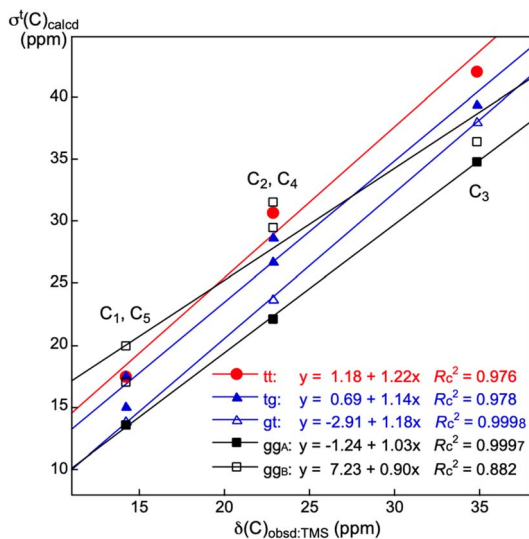 σᵗ(C)calcd
(ppm)
40
35
30
25
20
15
10
C₂, C₄
C₃
C₁, C₅
tt: y = 1.18 + 1.22x Rc² = 0.976
tg: y = 0.69 + 1.14x Rc² = 0.978
gt: y = -2.91 + 1.18x Rc² = 0.9998
ggA: y = -1.24 + 1.03x Rc² = 0.9997
ggB: y = 7.23 + 0.90x Rc² = 0.882
15 20 25 30 35
δ(C)obsd:TMS (ppm)